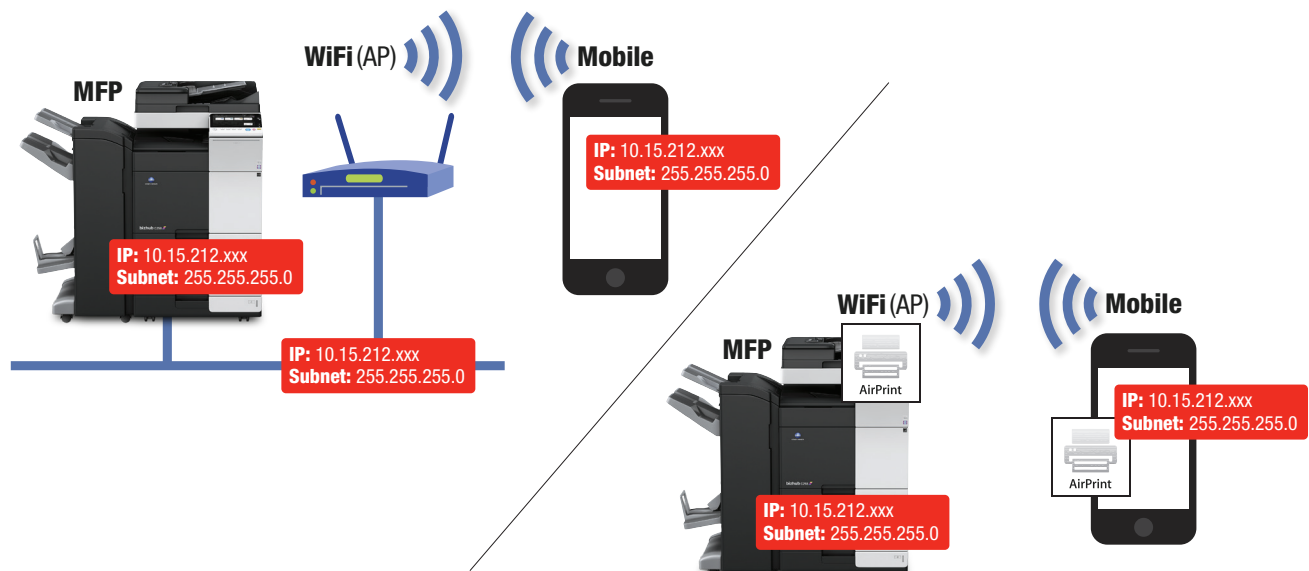 WiFi (AP)
Mobile
MFP
IP: 10.15.212.xxx
Subnet: 255.255.255.0
IP: 10.15.212.xxx
Subnet: 255.255.255.0
IP: 10.15.212.xxx
Subnet: 255.255.255.0
WiFi (AP)
Mobile
MFP
AirPrint
IP: 10.15.212.xxx
Subnet: 255.255.255.0
AirPrint
IP: 10.15.212.xxx
Subnet: 255.255.255.0